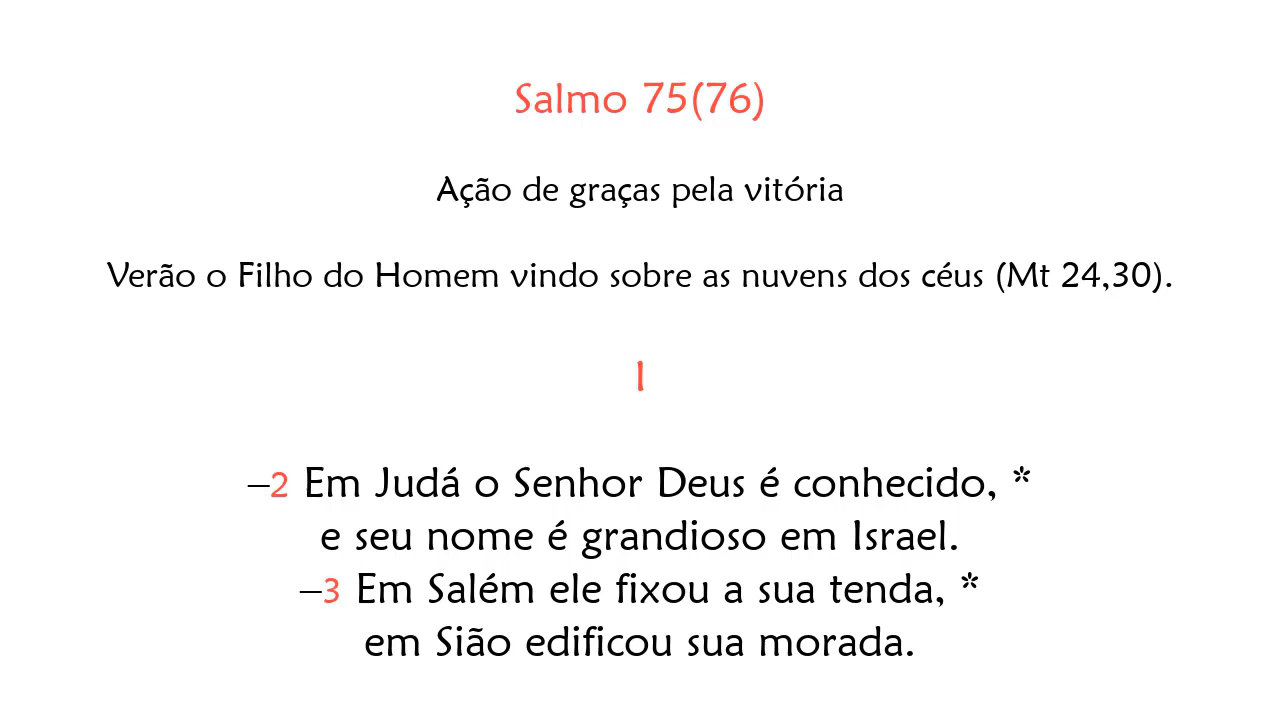 Salmo 75(76)
Ação de graças pela vitória
Verão o Filho do Homem vindo sobre as nuvens dos céus (Mt 24,30).
I
–2 Em Judá o Senhor Deus é conhecido, *
e seu nome é grandioso em Israel.
–3 Em Salém ele fixou a sua tenda, *
em Sião edificou sua morada.